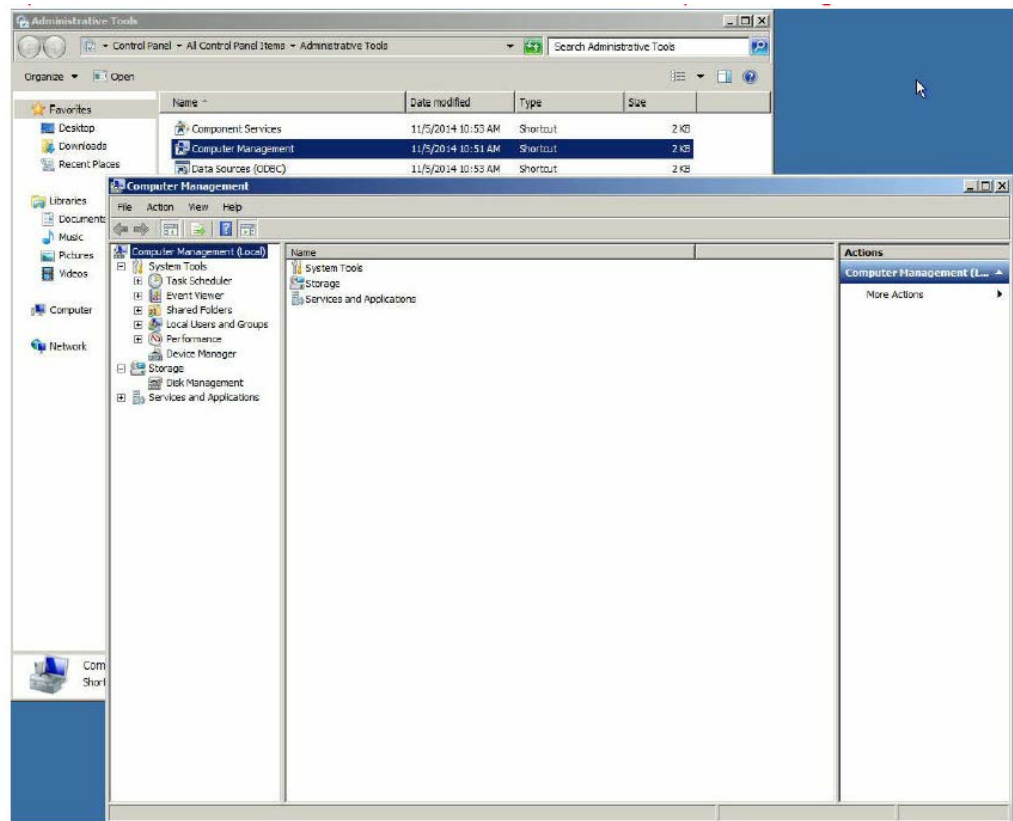 Administrative Tools
Control Panel All Control Panel Items Administrative Tools
Search Administrative Tools
Organize Open
Name Date modified Type Size
Favorites
Desktop
Downloads
Recent Places
Component Services 11/5/2014 10:53 AM Shortcut 2 KB
Computer Management 11/5/2014 10:51 AM Shortcut 2 KB
Data Sources (ODBC) 11/5/2014 10:53 AM Shortcut 2 KB
Libraries
Document
Music
Pictures
Videos
Computer
Network
Com
Short
Computer Management
File Action View Help
Computer Management (Local)
System Tools
Task Scheduler
Event Viewer
Shared Folders
Local Users and Groups
Performance
Device Manager
Storage
Disk Management
Services and Applications
Name
System Tools
Storage
Services and Applications
Actions
Computer Management (L...
More Actions